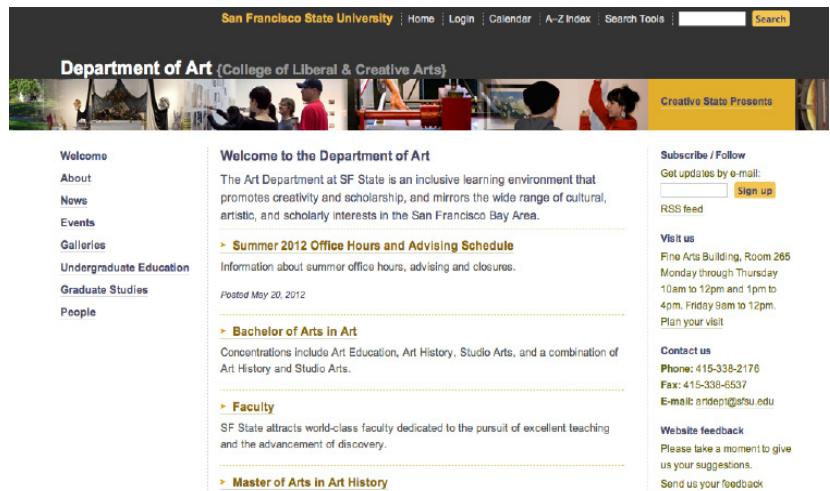 San Francisco State University Home Login Calendar A–Z Index Search Tools Search
Department of Art {College of Liberal & Creative Arts}
Creative State Presents
Welcome
About
News
Events
Galleries
Undergraduate Education
Graduate Studies
People
Welcome to the Department of Art
The Art Department at SF State is an inclusive learning environment that
promotes creativity and scholarship, and mirrors the wide range of cultural,
artistic, and scholarly interests in the San Francisco Bay Area.
Summer 2012 Office Hours and Advising Schedule
Information about summer office hours, advising and closures.
Posted May 20, 2012
Bachelor of Arts in Art
Concentrations include Art Education, Art History, Studio Arts, and a combination of
Art History and Studio Arts.
Faculty
SF State attracts world-class faculty dedicated to the pursuit of excellent teaching
and the advancement of discovery.
Master of Arts in Art History
Subscribe / Follow
Get updates by e-mail:
Sign up
RSS feed
Visit us
Fine Arts Building, Room 265
Monday through Thursday
10am to 12pm and 1pm to
4pm, Friday 9am to 12pm.
Plan your visit
Contact us
Phone: 415-338-2176
Fax: 415-338-6537
E-mail: artdept@sfsu.edu
Website feedback
Please take a moment to give
us your suggestions.
Send us your feedback